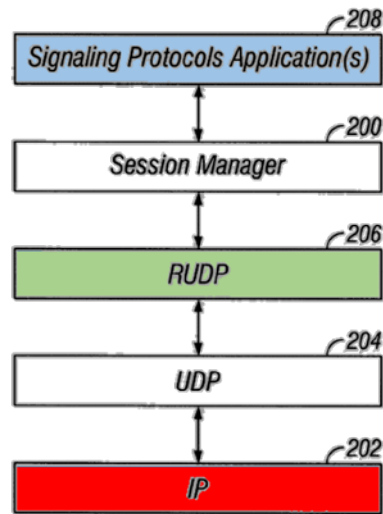 208
Signaling Protocols Application(s)
200
Session Manager
206
RUDP
204
UDP
202
IP